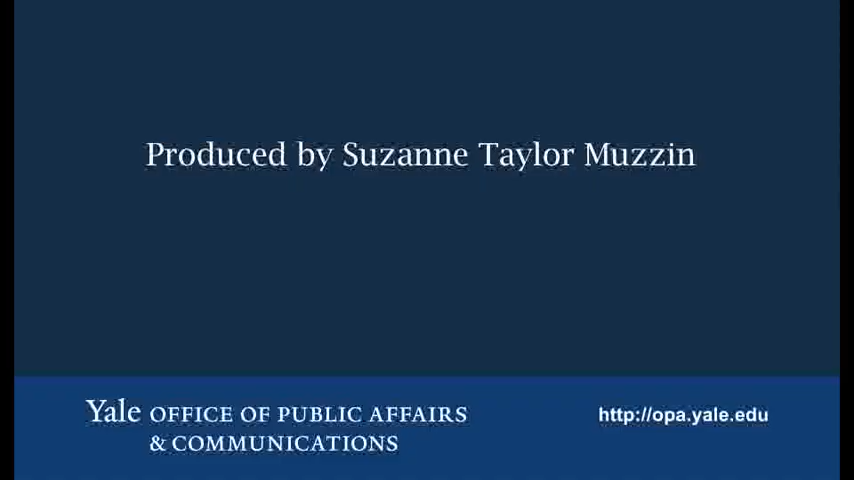 Produced by Suzanne Taylor Muzzin
Yale OFFICE OF PUBLIC AFFAIRS
& COMMUNICATIONS
http://opa.yale.edu